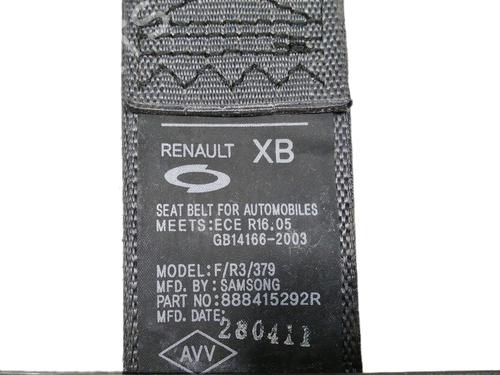 RENAULT XB
SEAT BELT FOR AUTOMOBILES
MEETS:ECE R16.05
GB14166-2003
MODEL:F/R3/379
MFD. BY: SAMSONG
PART NO:888415292R
MFD. DATE:
280411
AVV